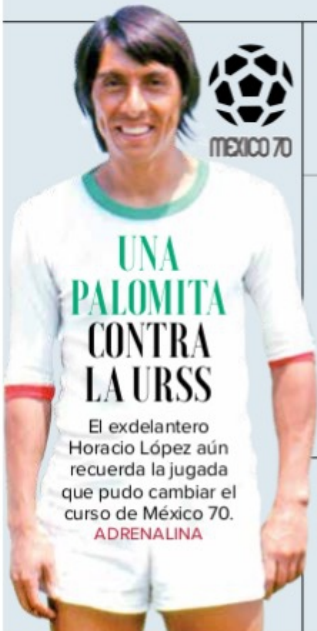 MEXICO 70
UNA
PALOMITA
CONTRA
LA URSS
El exdelantero
Horacio López aún
recuerda la jugada
que pudo cambiar el
curso de México 70.
ADRENALINA